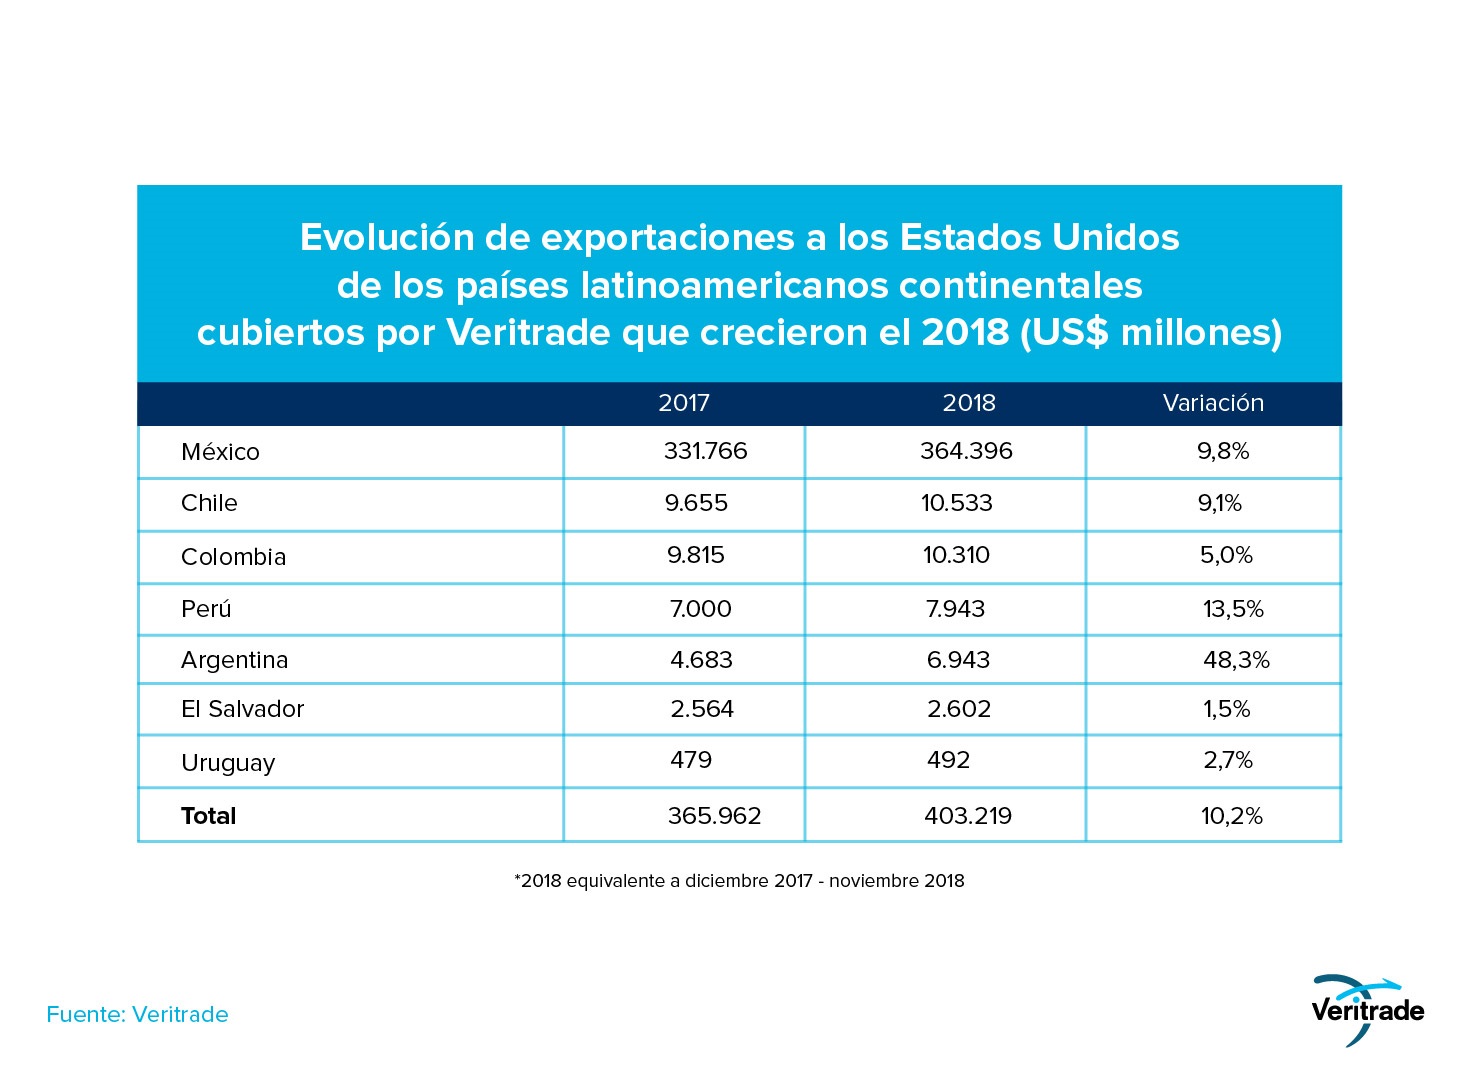 Evolución de exportaciones a los Estados Unidos
de los países latinoamericanos continentales
cubiertos por Veritrade que crecieron el 2018 (US$ millones)
2017 2018 Variación
México 331.766 364.396 9,8%
Chile 9.655 10.533 9,1%
Colombia 9.815 10.310 5,0%
Perú 7.000 7.943 13,5%
Argentina 4.683 6.943 48,3%
El Salvador 2.564 2.602 1,5%
Uruguay 479 492 2,7%
Total 365.962 403.219 10,2%
*2018 equivalente a diciembre 2017 - noviembre 2018
Fuente: Veritrade
Veritrade